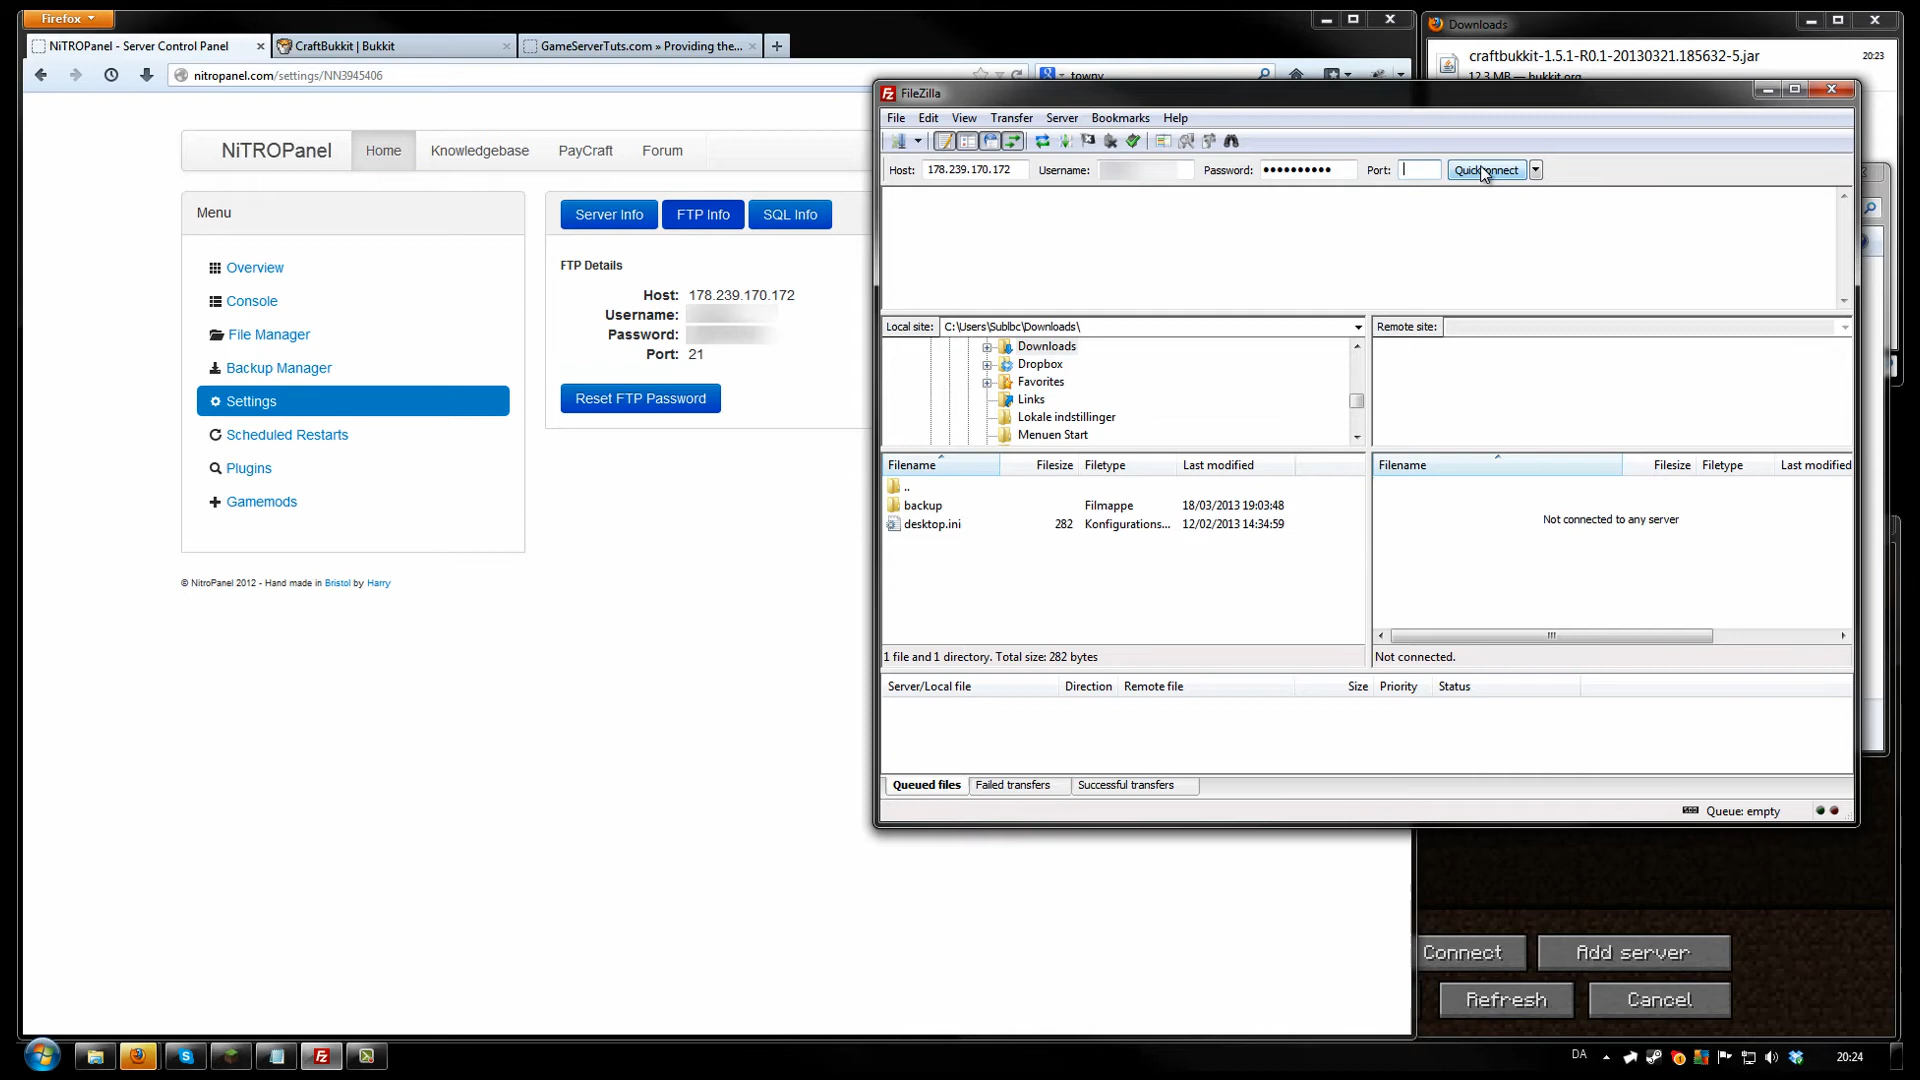 Firefox
NiTROPanel - Server Control Panel
CraftBukkit | Bukkit
GameServerTuts.com » Providing the...
nitropanel.com/settings/NN3945406
towny
Downloads
craftbukkit-1.5.1-R0.1-20130321.185632-5.jar
20:23
12.3 MB — bukkit.org
NiTROPanel
Home
Knowledgebase
PayCraft
Forum
Menu
Overview
Console
File Manager
Backup Manager
Settings
Scheduled Restarts
Plugins
Gamemods
© NitroPanel 2012 - Hand made in Bristol by Harry
Server Info
FTP Info
SQL Info
FTP Details
Host: 178.239.170.172
Username:
Password:
Port: 21
Reset FTP Password
FileZilla
File Edit View Transfer Server Bookmarks Help
Host: 178.239.170.172 Username: Password: ●●●●●●●●●● Port: Quickconnect
Local site: C:\Users\Sublbc\Downloads\
Downloads
Dropbox
Favorites
Links
Lokale indstillinger
Menuen Start
Remote site:
Filename Filesize Filetype Last modified
..
backup Filmappe 18/03/2013 19:03:48
desktop.ini 282 Konfigurations... 12/02/2013 14:34:59
1 file and 1 directory. Total size: 282 bytes
Filename Filesize Filetype Last modified
Not connected to any server
Not connected.
Server/Local file Direction Remote file Size Priority Status
Queued files Failed transfers Successful transfers
Queue: empty
Connect
Add server
Refresh
Cancel
DA
20:24